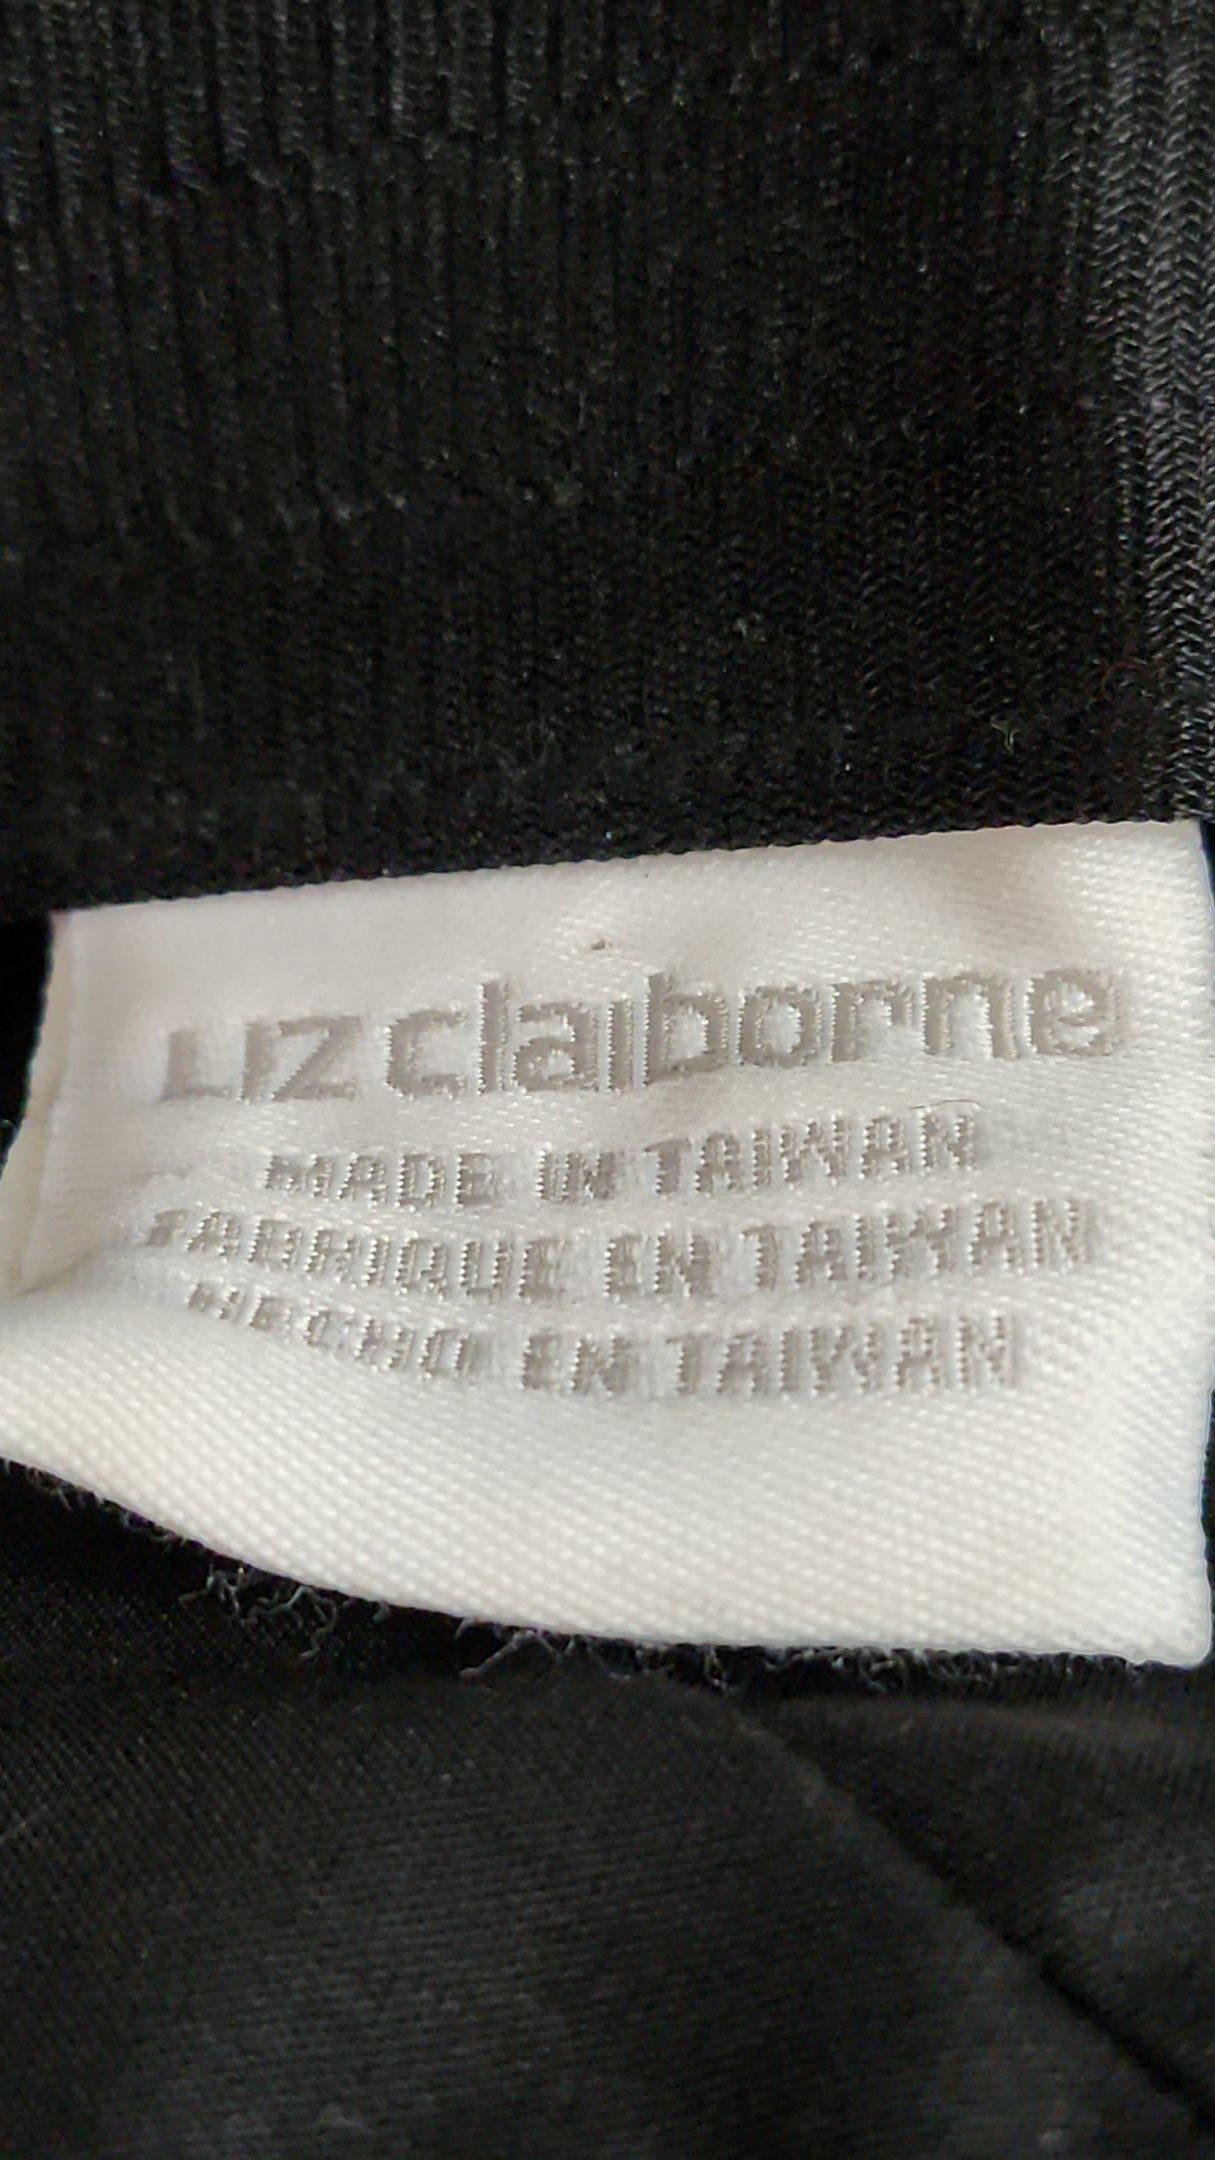 Liz claiborne
MADE IN TAIWAN
FABRIQUE EN TAIWAN
HECHO EN TAIWAN